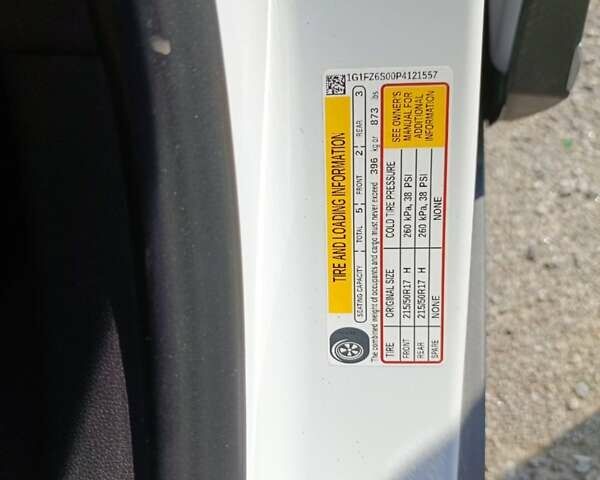 1G1FZ6S00P4121557
TIRE AND LOADING INFORMATION
SEATING CAPACITY TOTAL 5 FRONT 2 REAR 3
The combined weight of occupants and cargo must never exceed 396 kg or 873 lbs.
TIRE ORIGINAL SIZE COLD TIRE PRESSURE
FRONT 215/50R17 H 260 kPa, 38 PSI
REAR 215/50R17 H 260 kPa, 38 PSI
SPARE NONE NONE
SEE OWNER'S
MANUAL FOR
ADDITIONAL
INFORMATION